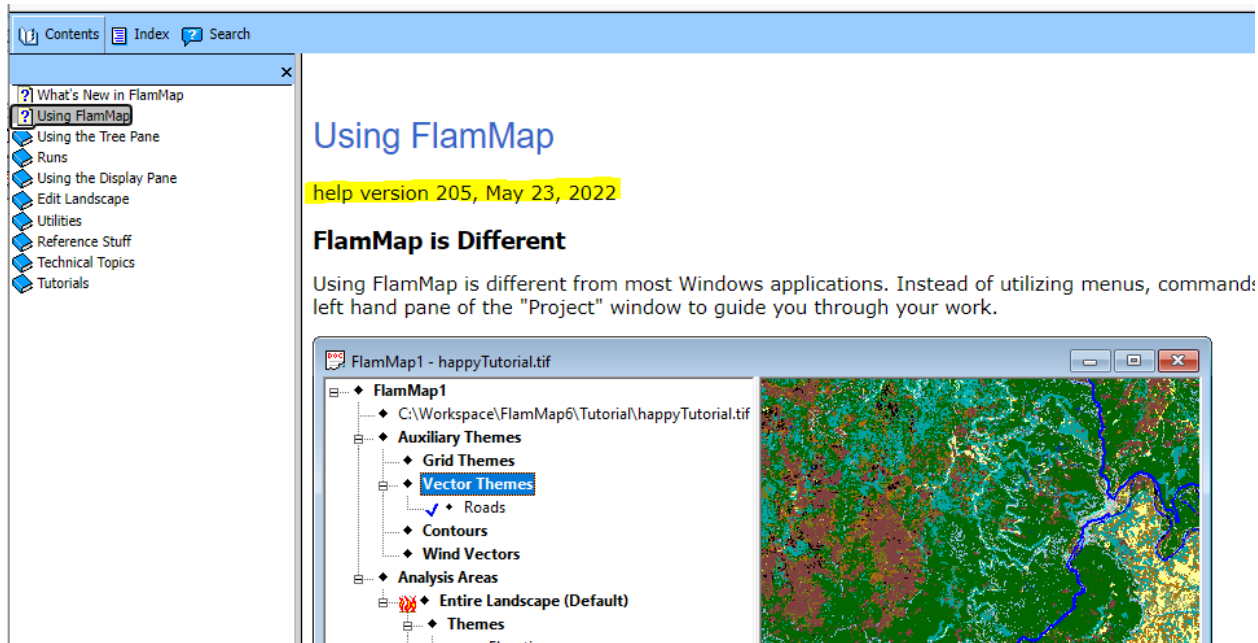 Contents Index Search
What's New in FlamMap
Using FlamMap
Using the Tree Pane
Runs
Using the Display Pane
Edit Landscape
Utilities
Reference Stuff
Technical Topics
Tutorials
Using FlamMap
help version 205, May 23, 2022
FlamMap is Different
Using FlamMap is different from most Windows applications. Instead of utilizing menus, commands
left hand pane of the "Project" window to guide you through your work.
FlamMap1 - happyTutorial.tif
FlamMap1
C:\Workspace\FlamMap6\Tutorial\happyTutorial.tif
Auxiliary Themes
Grid Themes
Vector Themes
Roads
Contours
Wind Vectors
Analysis Areas
Entire Landscape (Default)
Themes